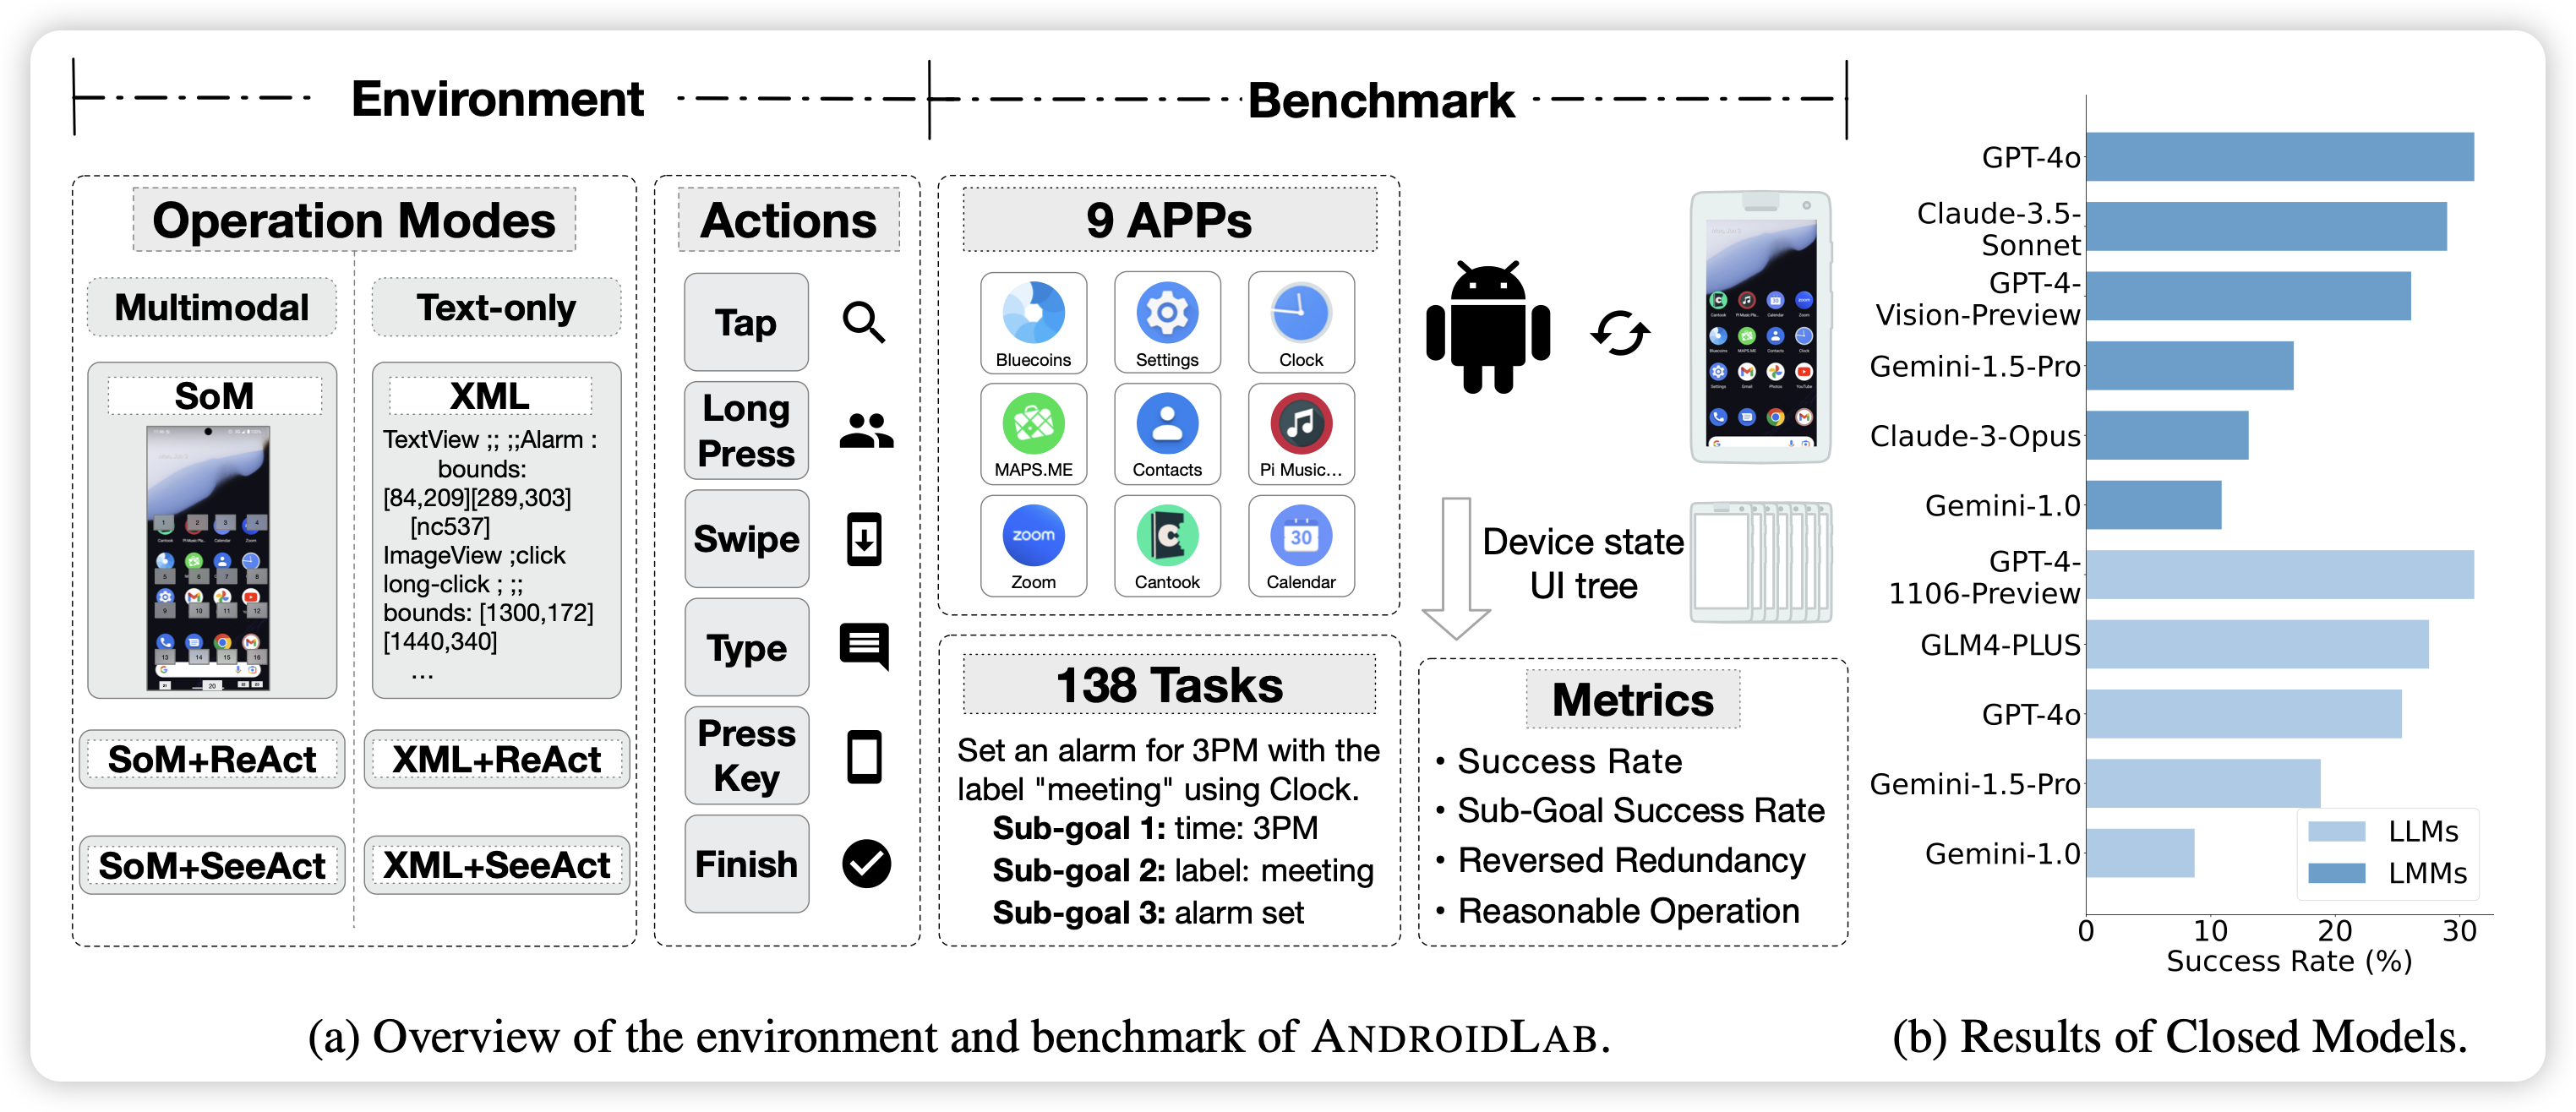 Environment
Benchmark
Operation Modes
Multimodal
Text-only
SoM
XML
TextView ;; ;;Alarm :
bounds:
[84,209][289,303]
[nc537]
ImageView ;click
long-click ; ;;
bounds: [1300,172]
[1440,340]
...
SoM+ReAct
XML+ReAct
SoM+SeeAct
XML+SeeAct
Actions
Tap
Long
Press
Swipe
Type
Press
Key
Finish
9 APPs
Bluecoins
Settings
Clock
MAPS.ME
Contacts
Pi Music...
zoom
30
Zoom
Cantook
Calendar
138 Tasks
Set an alarm for 3PM with the
label "meeting" using Clock.
Sub-goal 1: time: 3PM
Sub-goal 2: label: meeting
Sub-goal 3: alarm set
Device state
UI tree
Metrics
• Success Rate
• Sub-Goal Success Rate
• Reversed Redundancy
• Reasonable Operation
GPT-4o
Claude-3.5-
Sonnet
GPT-4-
Vision-Preview
Gemini-1.5-Pro
Claude-3-Opus
Gemini-1.0
GPT-4-
1106-Preview
GLM4-PLUS
GPT-4o
Gemini-1.5-Pro
Gemini-1.0
LLMs
LMMs
0 10 20 30
Success Rate (%)
(a) Overview of the environment and benchmark of ANDROIDLAB.
(b) Results of Closed Models.